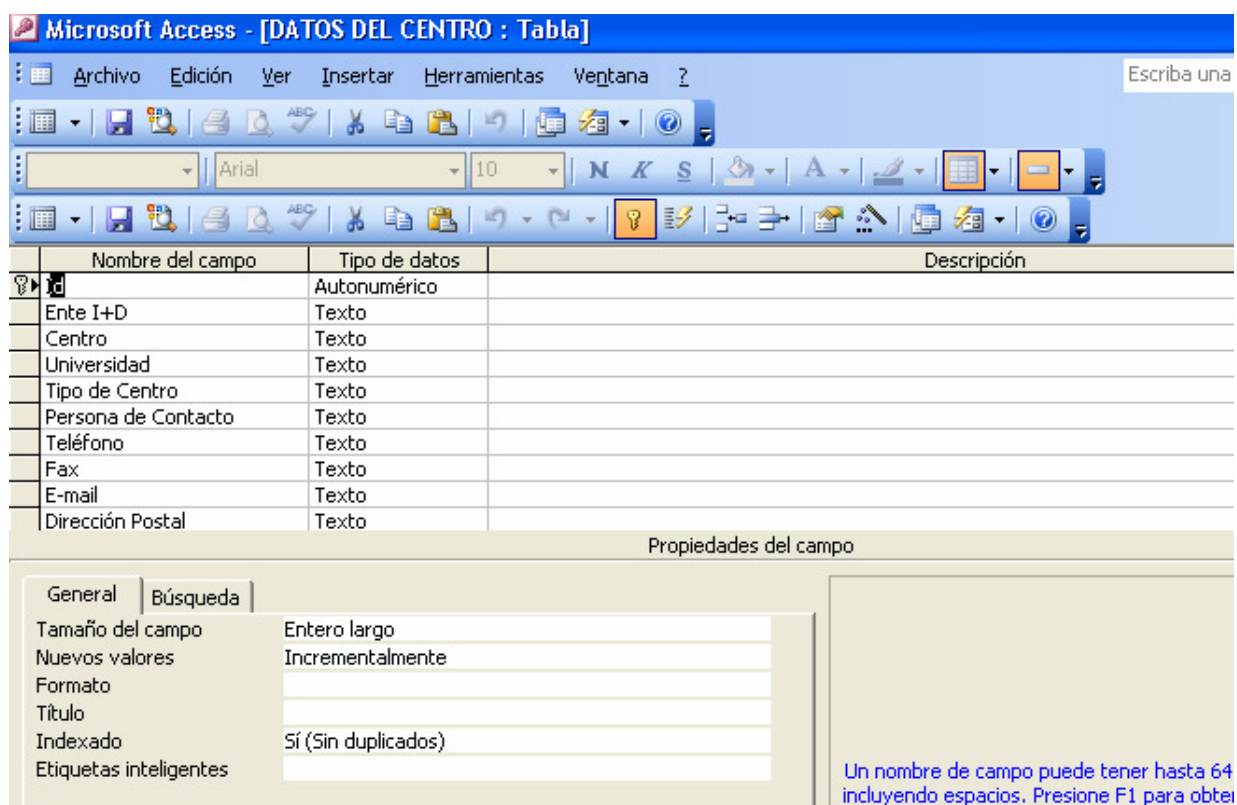 Microsoft Access - [DATOS DEL CENTRO : Tabla]
Archivo Edición Ver Insertar Herramientas Ventana ?
Escriba una
ABC
Arial 10 N K S A
ABC
Nombre del campo Tipo de datos Descripción
Id Autonumérico
Ente I+D Texto
Centro Texto
Universidad Texto
Tipo de Centro Texto
Persona de Contacto Texto
Teléfono Texto
Fax Texto
E-mail Texto
Dirección Postal Texto
Propiedades del campo
General Búsqueda
Tamaño del campo Entero largo
Nuevos valores Incrementalmente
Formato
Título
Indexado Sí (Sin duplicados)
Etiquetas inteligentes
Un nombre de campo puede tener hasta 64
incluyendo espacios. Presione F1 para obter